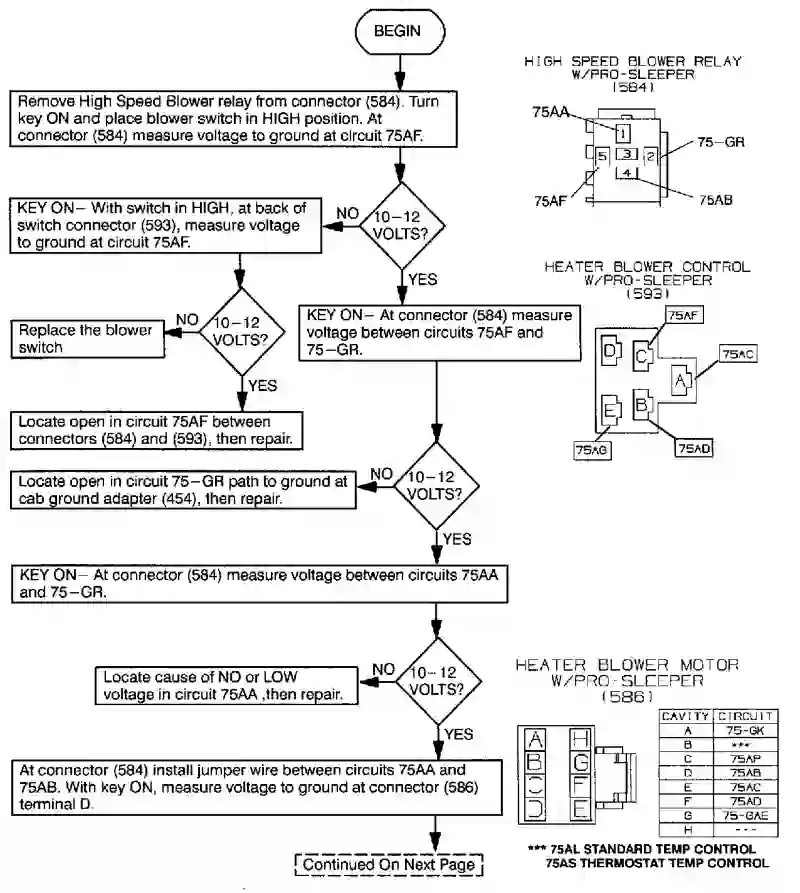 BEGIN
Remove High Speed Blower relay from connector (584). Turn
key ON and place blower switch in HIGH position. At
connector (584) measure voltage to ground at circuit 75AF.
HIGH SPEED BLOWER RELAY
W/PRO-SLEEPER
(584)
75AA
1
75-GR
5
3
2
4
75AF
75AB
KEY ON— With switch in HIGH, at back of
switch connector (593), measure voltage
to ground at circuit 75AF.
NO
10—12
VOLTS?
YES
HEATER BLOWER CONTROL
W/PRO-SLEEPER
(593)
75AF
D
C
75AC
A
E
B
75AG
75AD
Replace the blower
switch
NO
10—12
VOLTS?
YES
KEY ON— At connector (584) measure
voltage between circuits 75AF and
75—GR.
Locate open in circuit 75AF between
connectors (584) and (593), then repair.
Locate open in circuit 75—GR path to ground at
cab ground adapter (454), then repair.
NO
10—12
VOLTS?
YES
KEY ON— At connector (584) measure voltage between circuits 75AA
and 75—GR.
Locate cause of NO or LOW
voltage in circuit 75AA ,then repair.
NO
10—12
VOLTS?
YES
HEATER BLOWER MOTOR
W/PRO-SLEEPER
(586)
A H
B G
C F
D E
CAVITY CIRCUIT
A 75-GK
B ***
C 75AP
D 75AB
E 75AC
F 75AD
G 75-GAE
H ---
*** 75AL STANDARD TEMP CONTROL
75AS THERMOSTAT TEMP CONTROL
At connector (584) install jumper wire between circuits 75AA and
75AB. With key ON, measure voltage to ground at connector (586)
terminal D.
Continued On Next Page